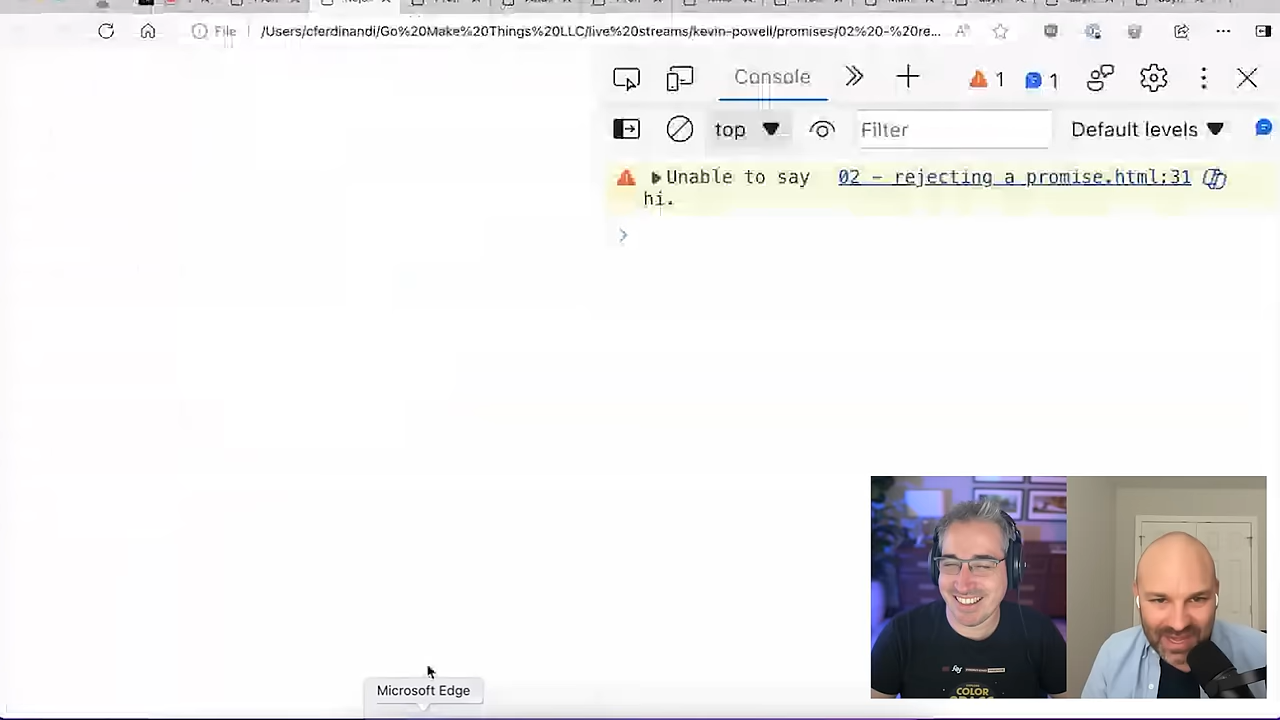 File
/Users/cferdinandi/Go%20Make%20Things%20LLC/live%20streams/kevin-powell/promises/02%20-%20re...
Console
1
1
top
Filter
Default levels
Unable to say
02 - rejecting a promise.html:31
hi.
Microsoft Edge
COLOR